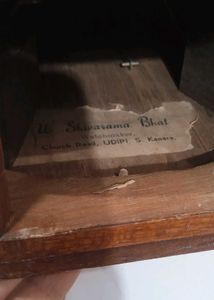 U. Shivarama Bhat
Watchmaker,
Church Road, UDIPI S. Kanara.